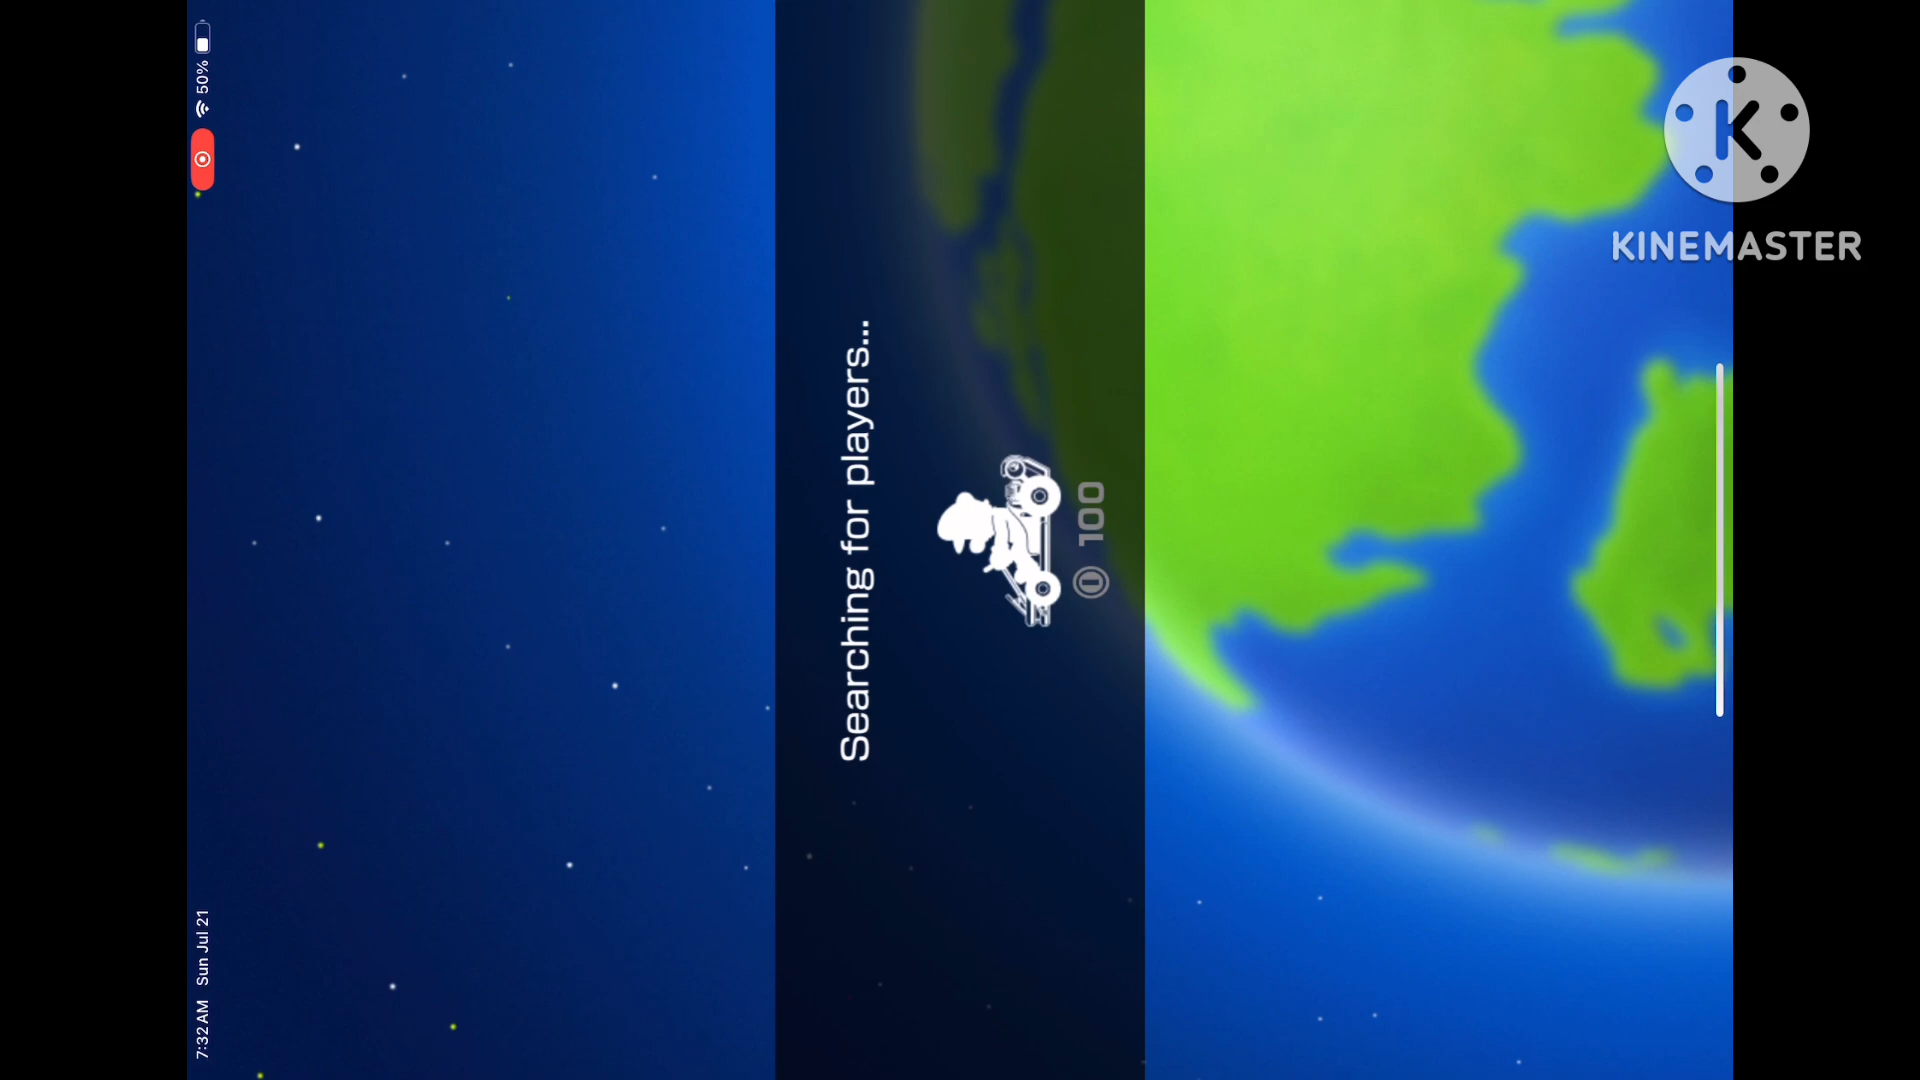 7:32 AM Sun Jul 21
50%
Searching for players...
100
K
KINEMASTER